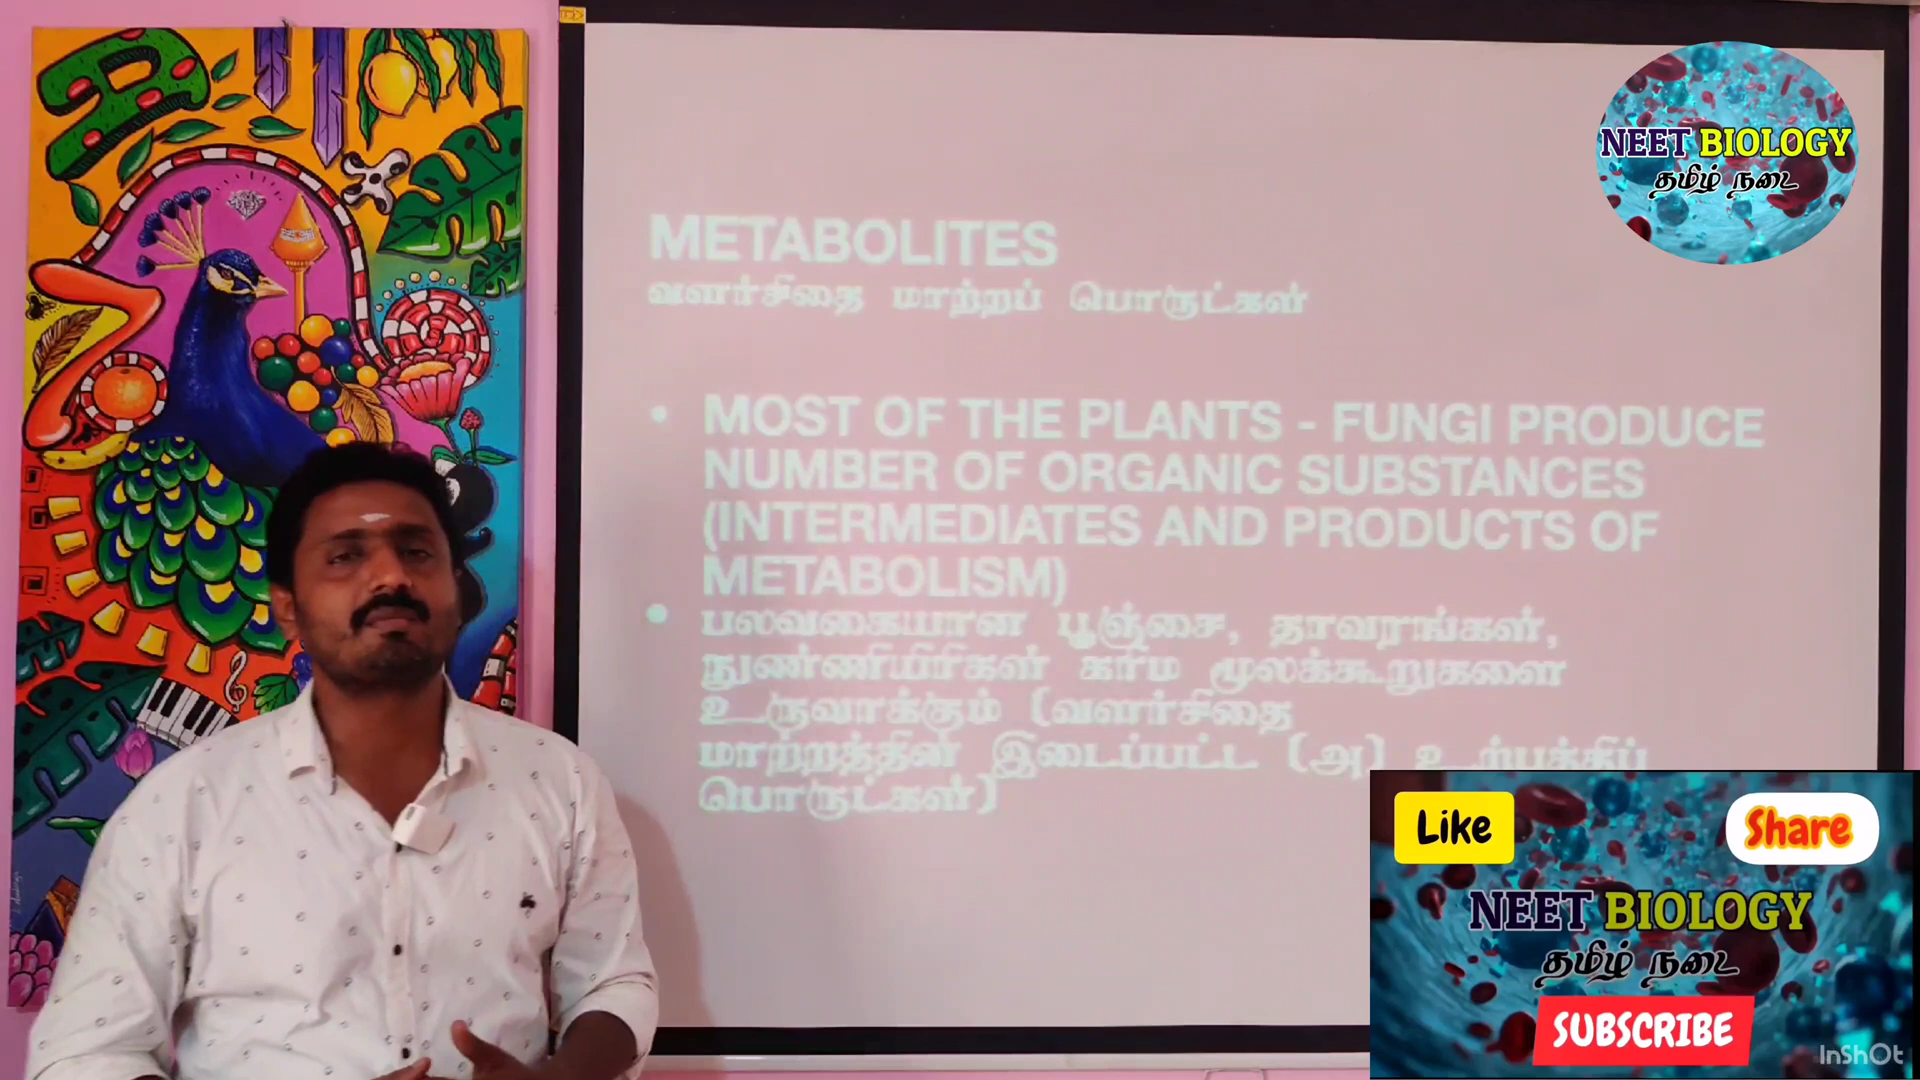 NEET BIOLOGY
தமிழ் நடை
METABOLITES
வளர்சிதை மாற்றப் பொருட்கள்
• MOST OF THE PLANTS - FUNGI PRODUCE
NUMBER OF ORGANIC SUBSTANCES
(INTERMEDIATES AND PRODUCTS OF
METABOLISM)
• பலவகையான பூஞ்சை, தாவரங்கள்,
நுண்ணுயிரிகள் கரிம மூலக்கூறுகளை
உருவாக்கும் (வளர்சிதை
மாற்றத்தின் இடைப்பட்ட (அ) உற்பத்திப்
பொருட்கள்)
Like
Share
NEET BIOLOGY
தமிழ் நடை
SUBSCRIBE
InShOt